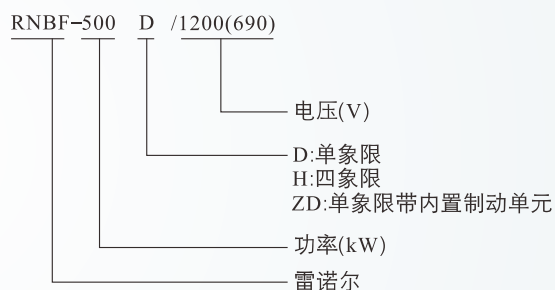 RNBF-500 D /1200(690)
电压(V)
D:单象限
H:四象限
ZD:单象限带内置制动单元
功率(kW)
雷诺尔